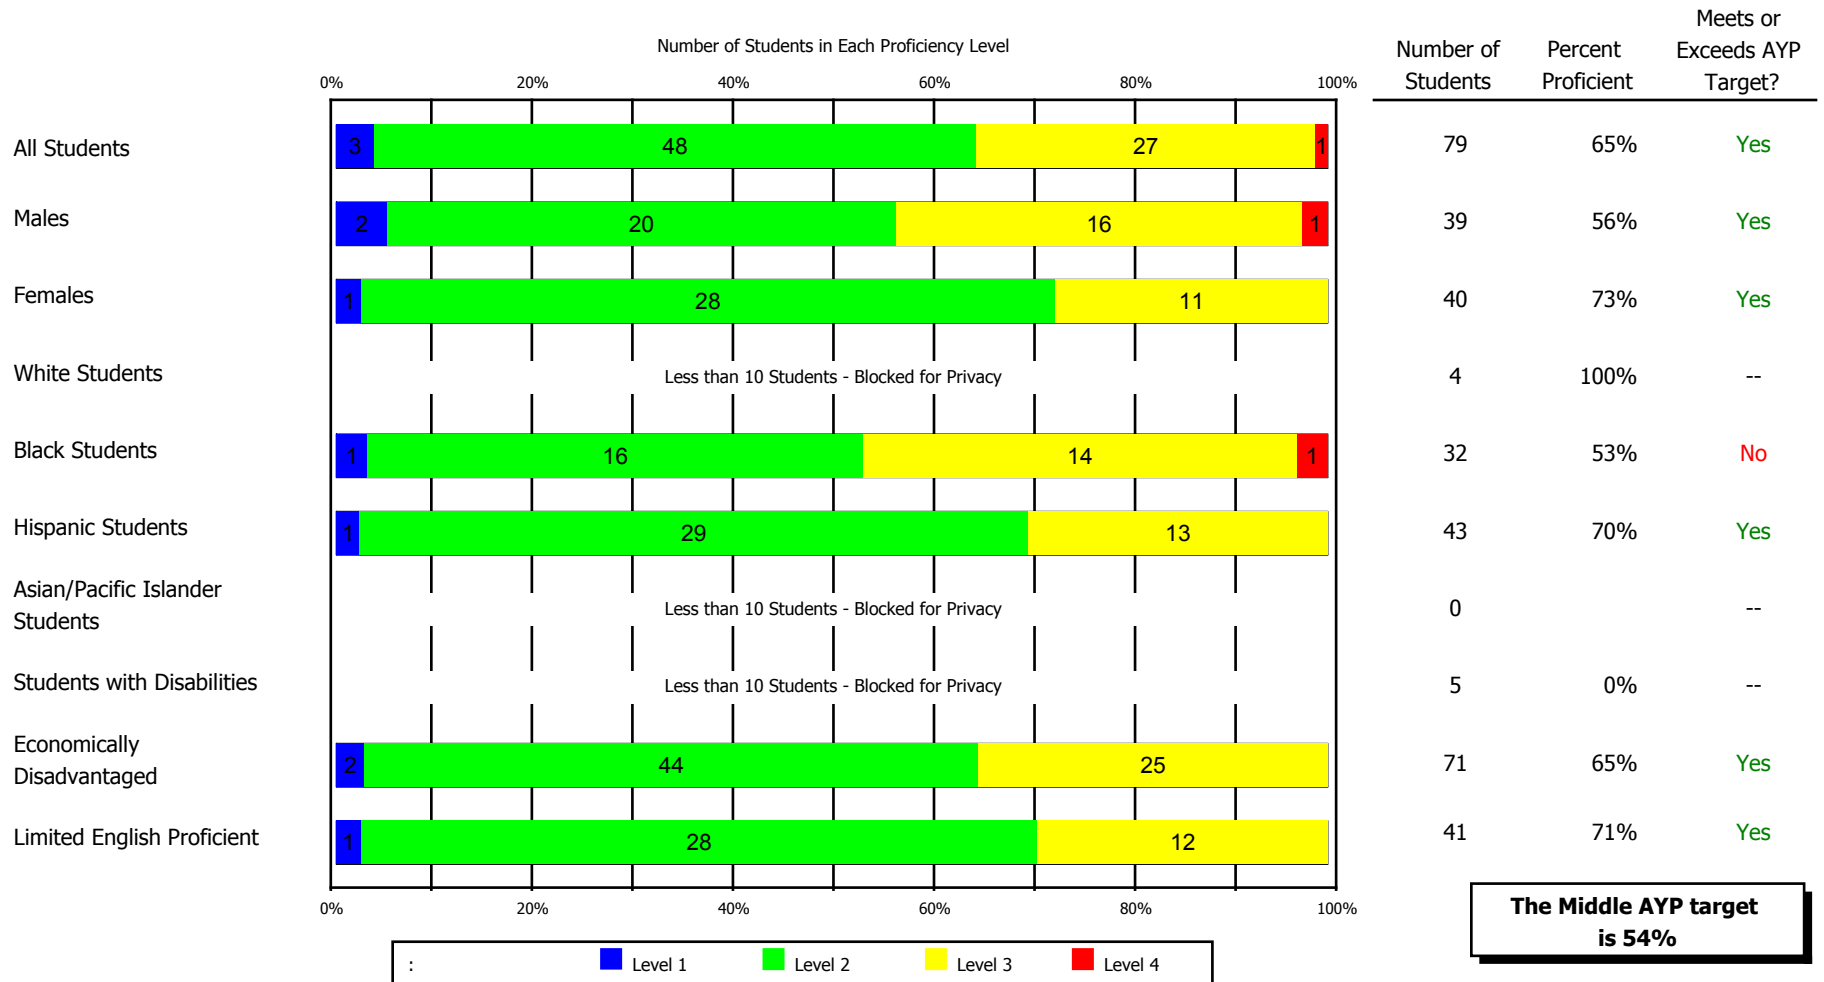 Number of Students in Each Proficiency Level
Number of Students
Percent Proficient
Meets or Exceeds AYP Target?
0% 20% 40% 60% 80% 100%
All Students 3 48 27 1 79 65% Yes
Males 2 20 16 1 39 56% Yes
Females 1 28 11 40 73% Yes
White Students Less than 10 Students - Blocked for Privacy 4 100% --
Black Students 1 16 14 1 32 53% No
Hispanic Students 1 29 13 43 70% Yes
Asian/Pacific Islander
Students Less than 10 Students - Blocked for Privacy 0 --
Students with Disabilities Less than 10 Students - Blocked for Privacy 5 0% --
Economically
Disadvantaged 2 44 25 71 65% Yes
Limited English Proficient 1 28 12 41 71% Yes
0% 20% 40% 60% 80% 100%
: Level 1 Level 2 Level 3 Level 4
The Middle AYP target
is 54%